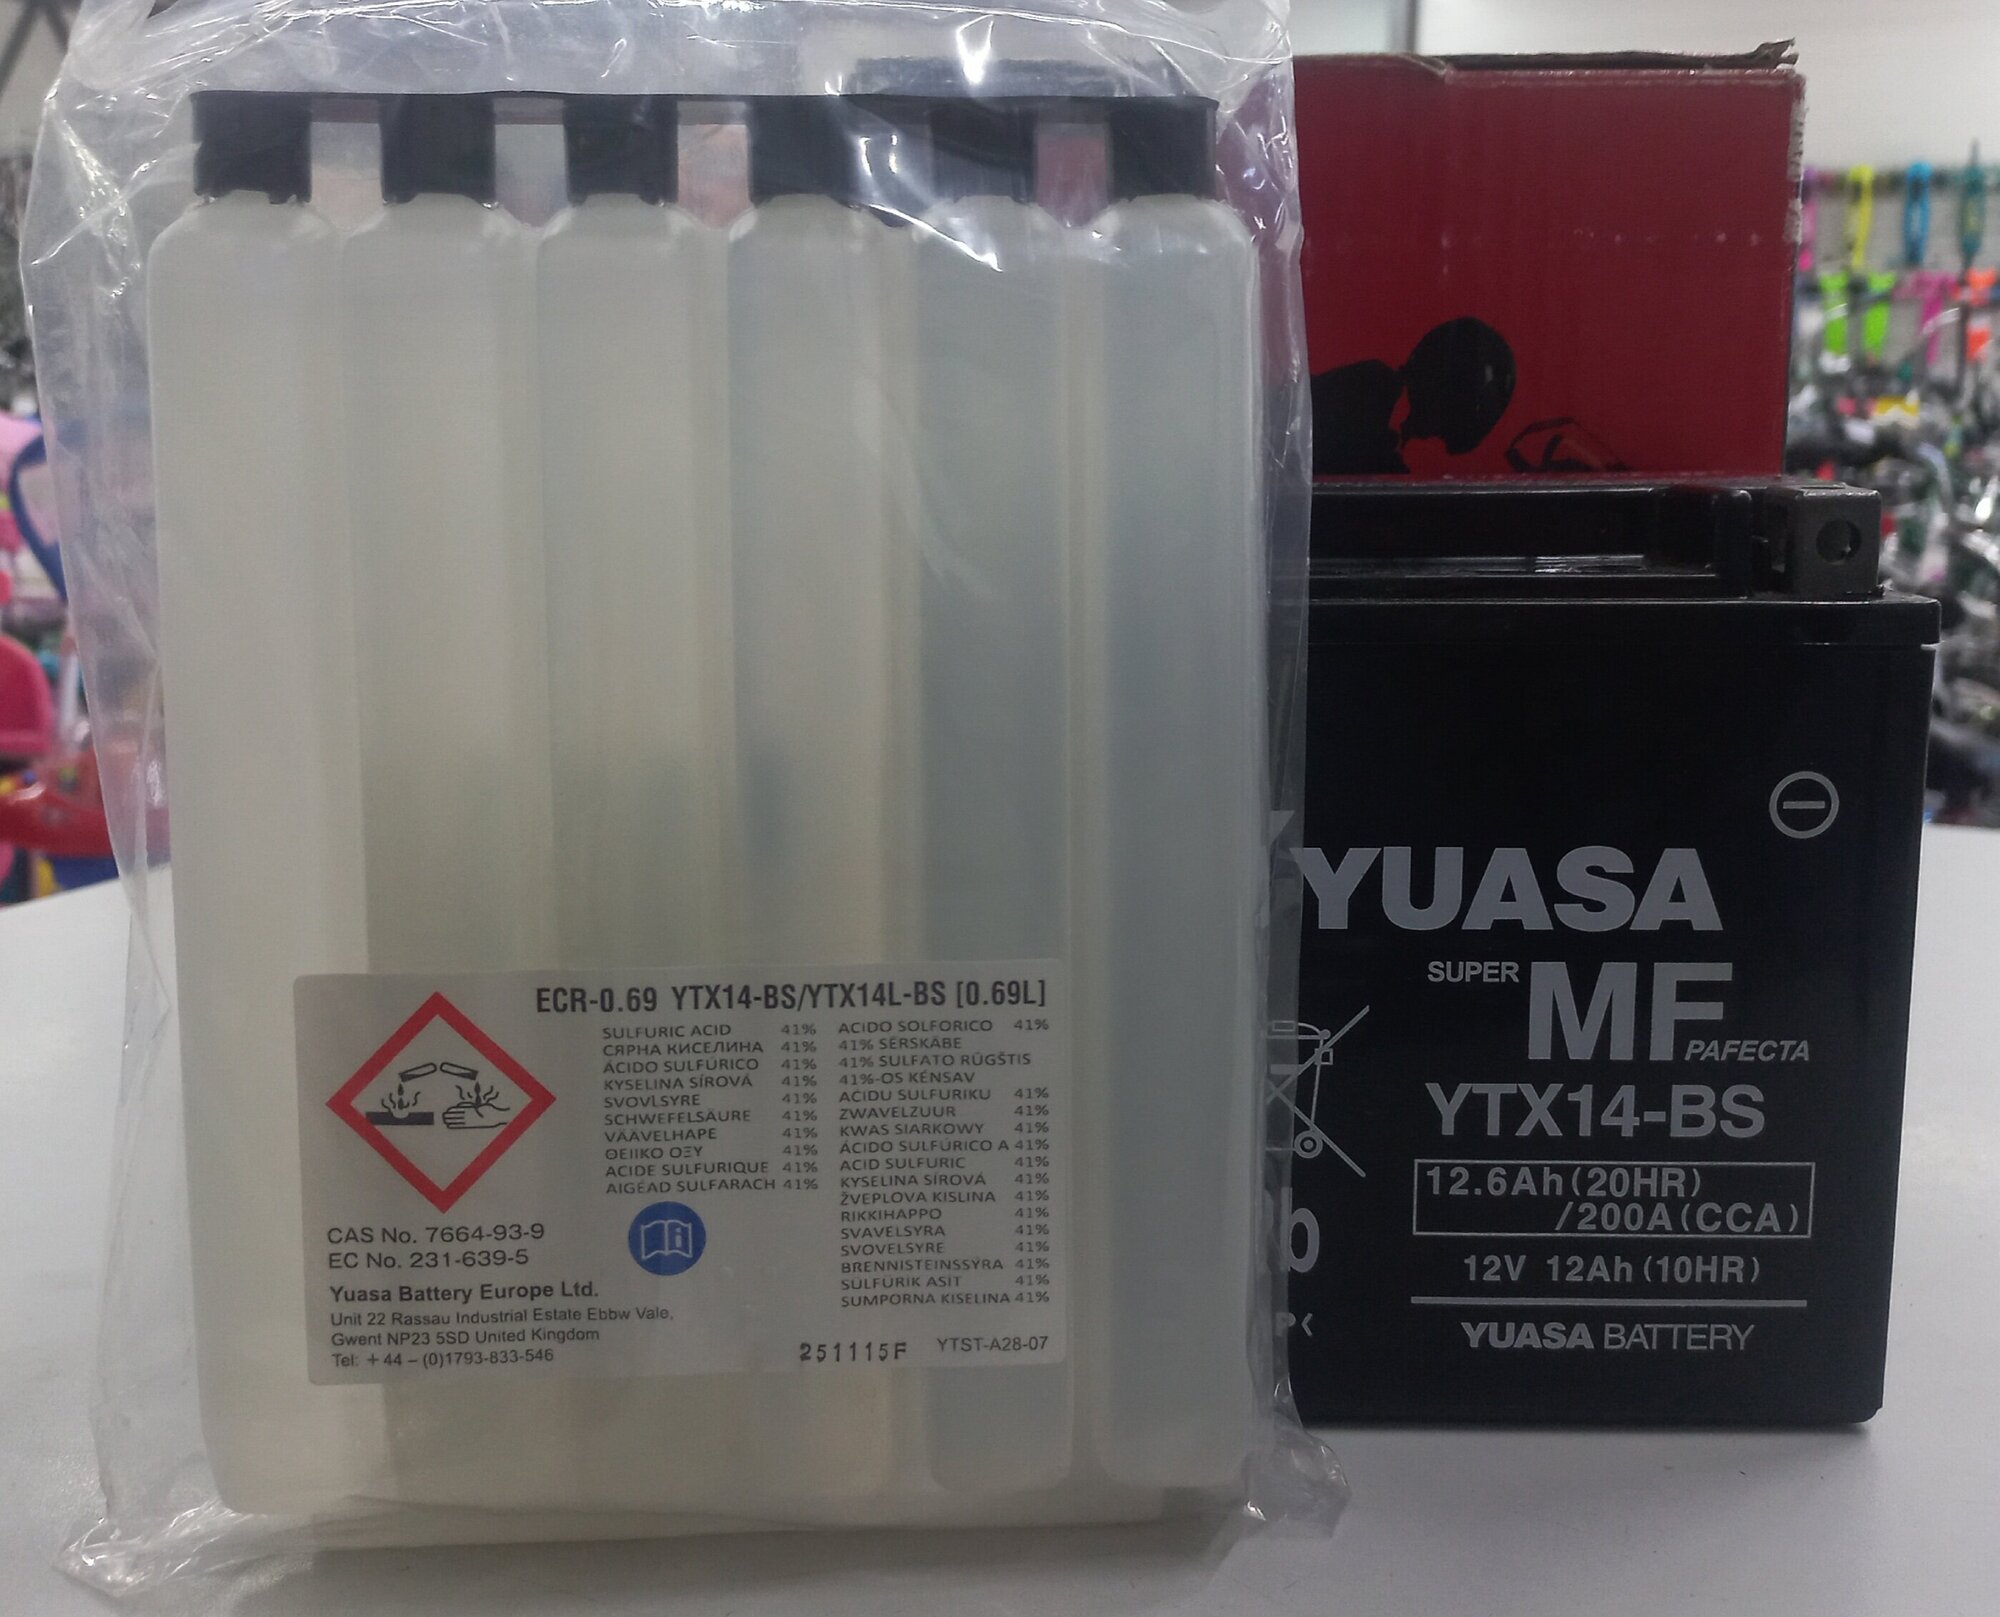 ECR-0.69 YTX14-BS/YTX14L-BS [0.69L]
SULFURIC ACID 41%
СЯРНА КИСЕЛИНА 41%
ÁCIDO SULFÚRICO 41%
KYSELINA SÍROVÁ 41%
SVOVLSYRE 41%
SCHWEFELSÄURE 41%
VÄÄVELHAPE 41%
ΘΕΙΙΚΟ ΟΞΥ 41%
ACIDE SULFURIQUE 41%
AIGÉAD SULFARACH 41%
ACIDO SOLFORICO 41%
41% SĒRSKĀBE
41% SULFATO RŪGŠTIS
41%-OS KÉNSAV
ACIDU SULFURIKU 41%
ZWAVELZUUR 41%
KWAS SIARKOWY 41%
ÁCIDO SULFÚRICO A 41%
ACID SULFURIC 41%
KYSELINA SÍROVÁ 41%
ŽVEPLOVA KISLINA 41%
RIKKIHAPPO 41%
SVAVELSYRA 41%
SVOVELSYRE 41%
BRENNISTEINSSÝRA 41%
SÜLFÜRİK ASİT 41%
SUMPORNA KISELINA 41%
CAS No. 7664-93-9
EC No. 231-639-5
Yuasa Battery Europe Ltd.
Unit 22 Rassau Industrial Estate Ebbw Vale,
Gwent NP23 5SD United Kingdom
Tel: +44 – (0)1793-833-546
251115F YTST-A28-07
YUASA
SUPER MF PAFECTA
YTX14-BS
12.6Ah(20HR)
/200A(CCA)
12V 12Ah(10HR)
YUASA BATTERY